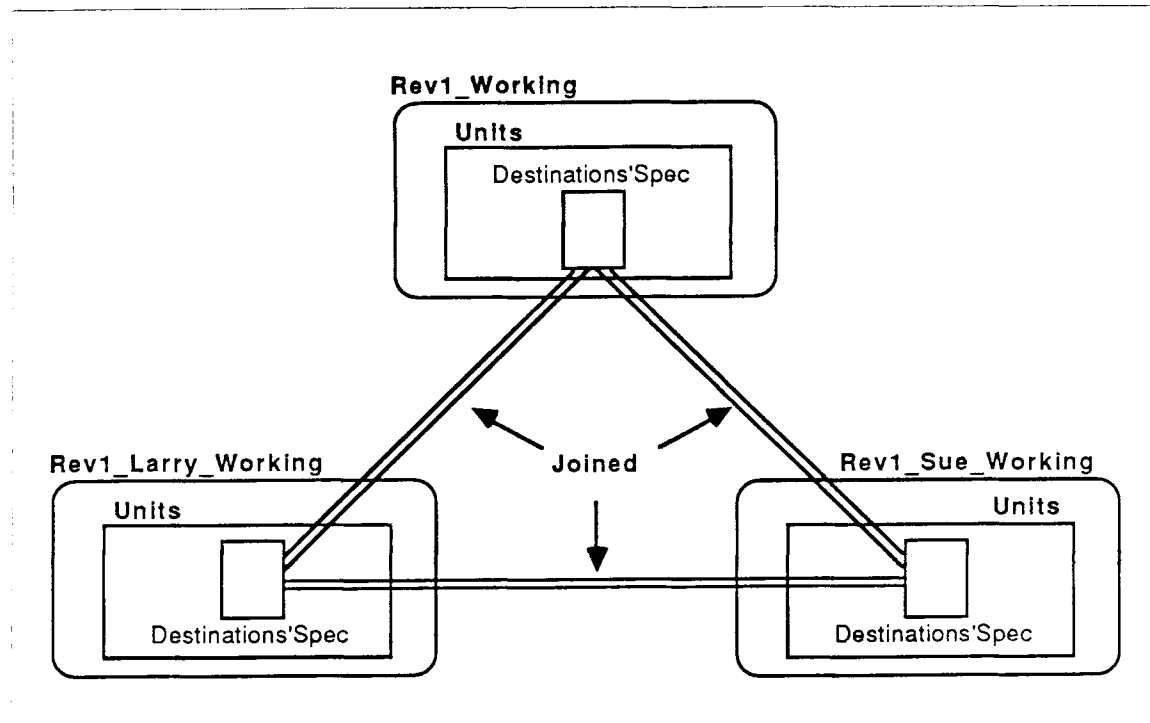 Rev1_Working
Units
Destinations'Spec
Joined
Rev1_Larry_Working
Units
Destinations'Spec
Rev1_Sue_Working
Units
Destinations'Spec